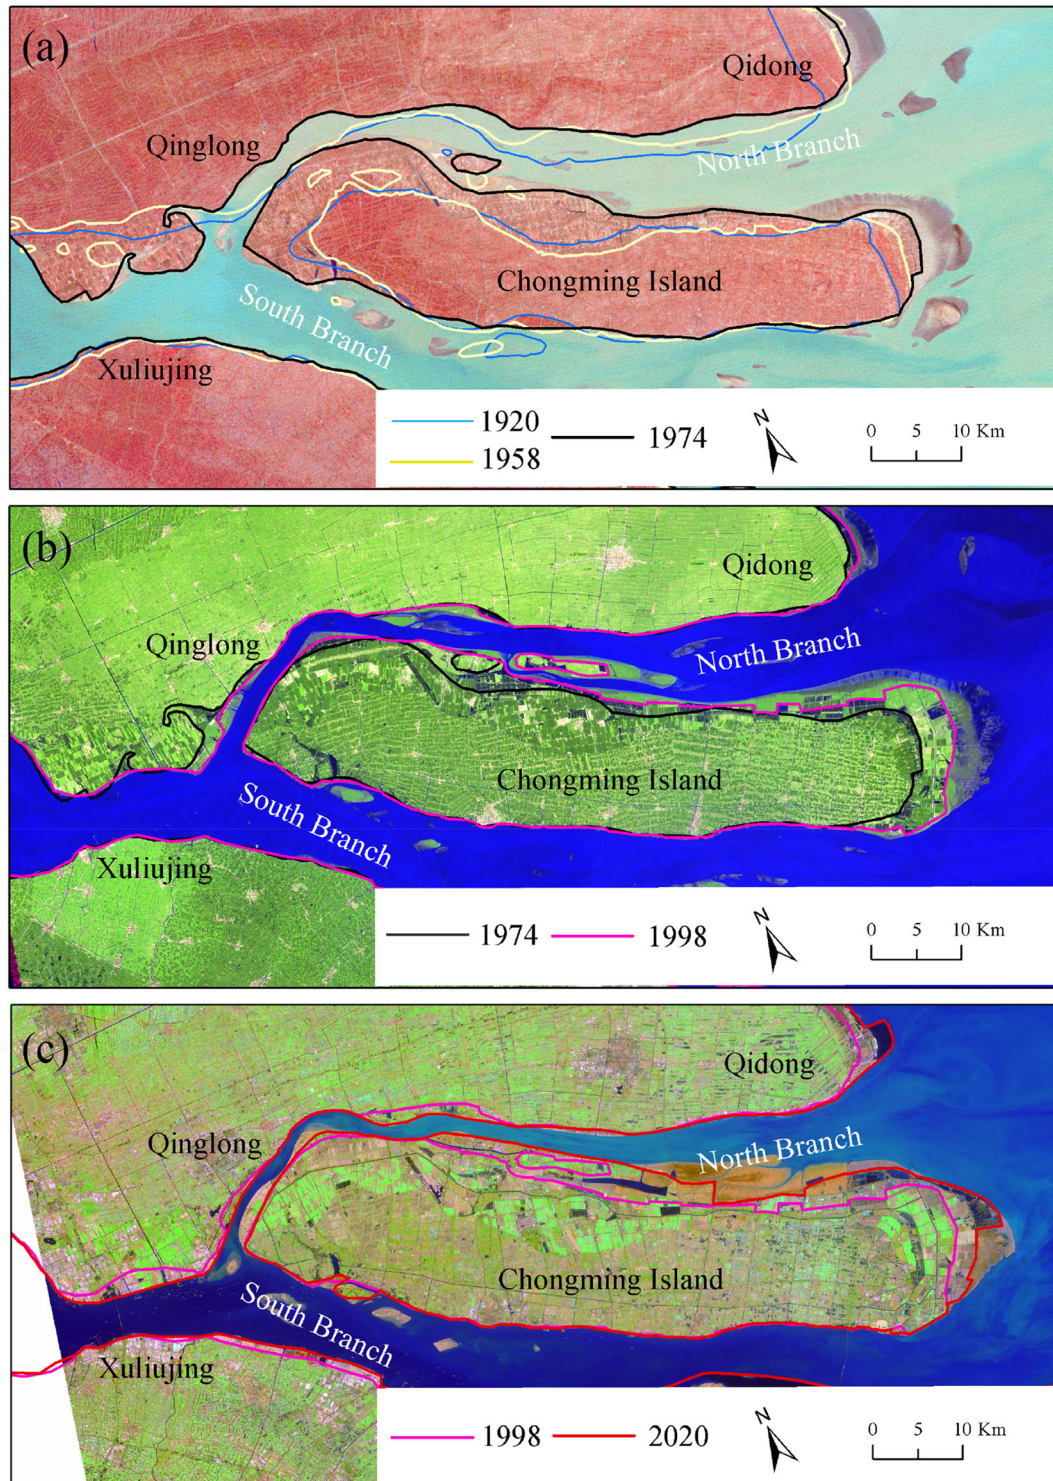 (a)
Qidong
Qinglong
North Branch
Chongming Island
South Branch
Xuliujing
1920
1958
1974
N
0 5 10 Km
(b)
Qidong
Qinglong
North Branch
Chongming Island
South Branch
Xuliujing
1974
1998
N
0 5 10 Km
(c)
Qidong
Qinglong
North Branch
Chongming Island
South Branch
Xuliujing
1998
2020
N
0 5 10 Km